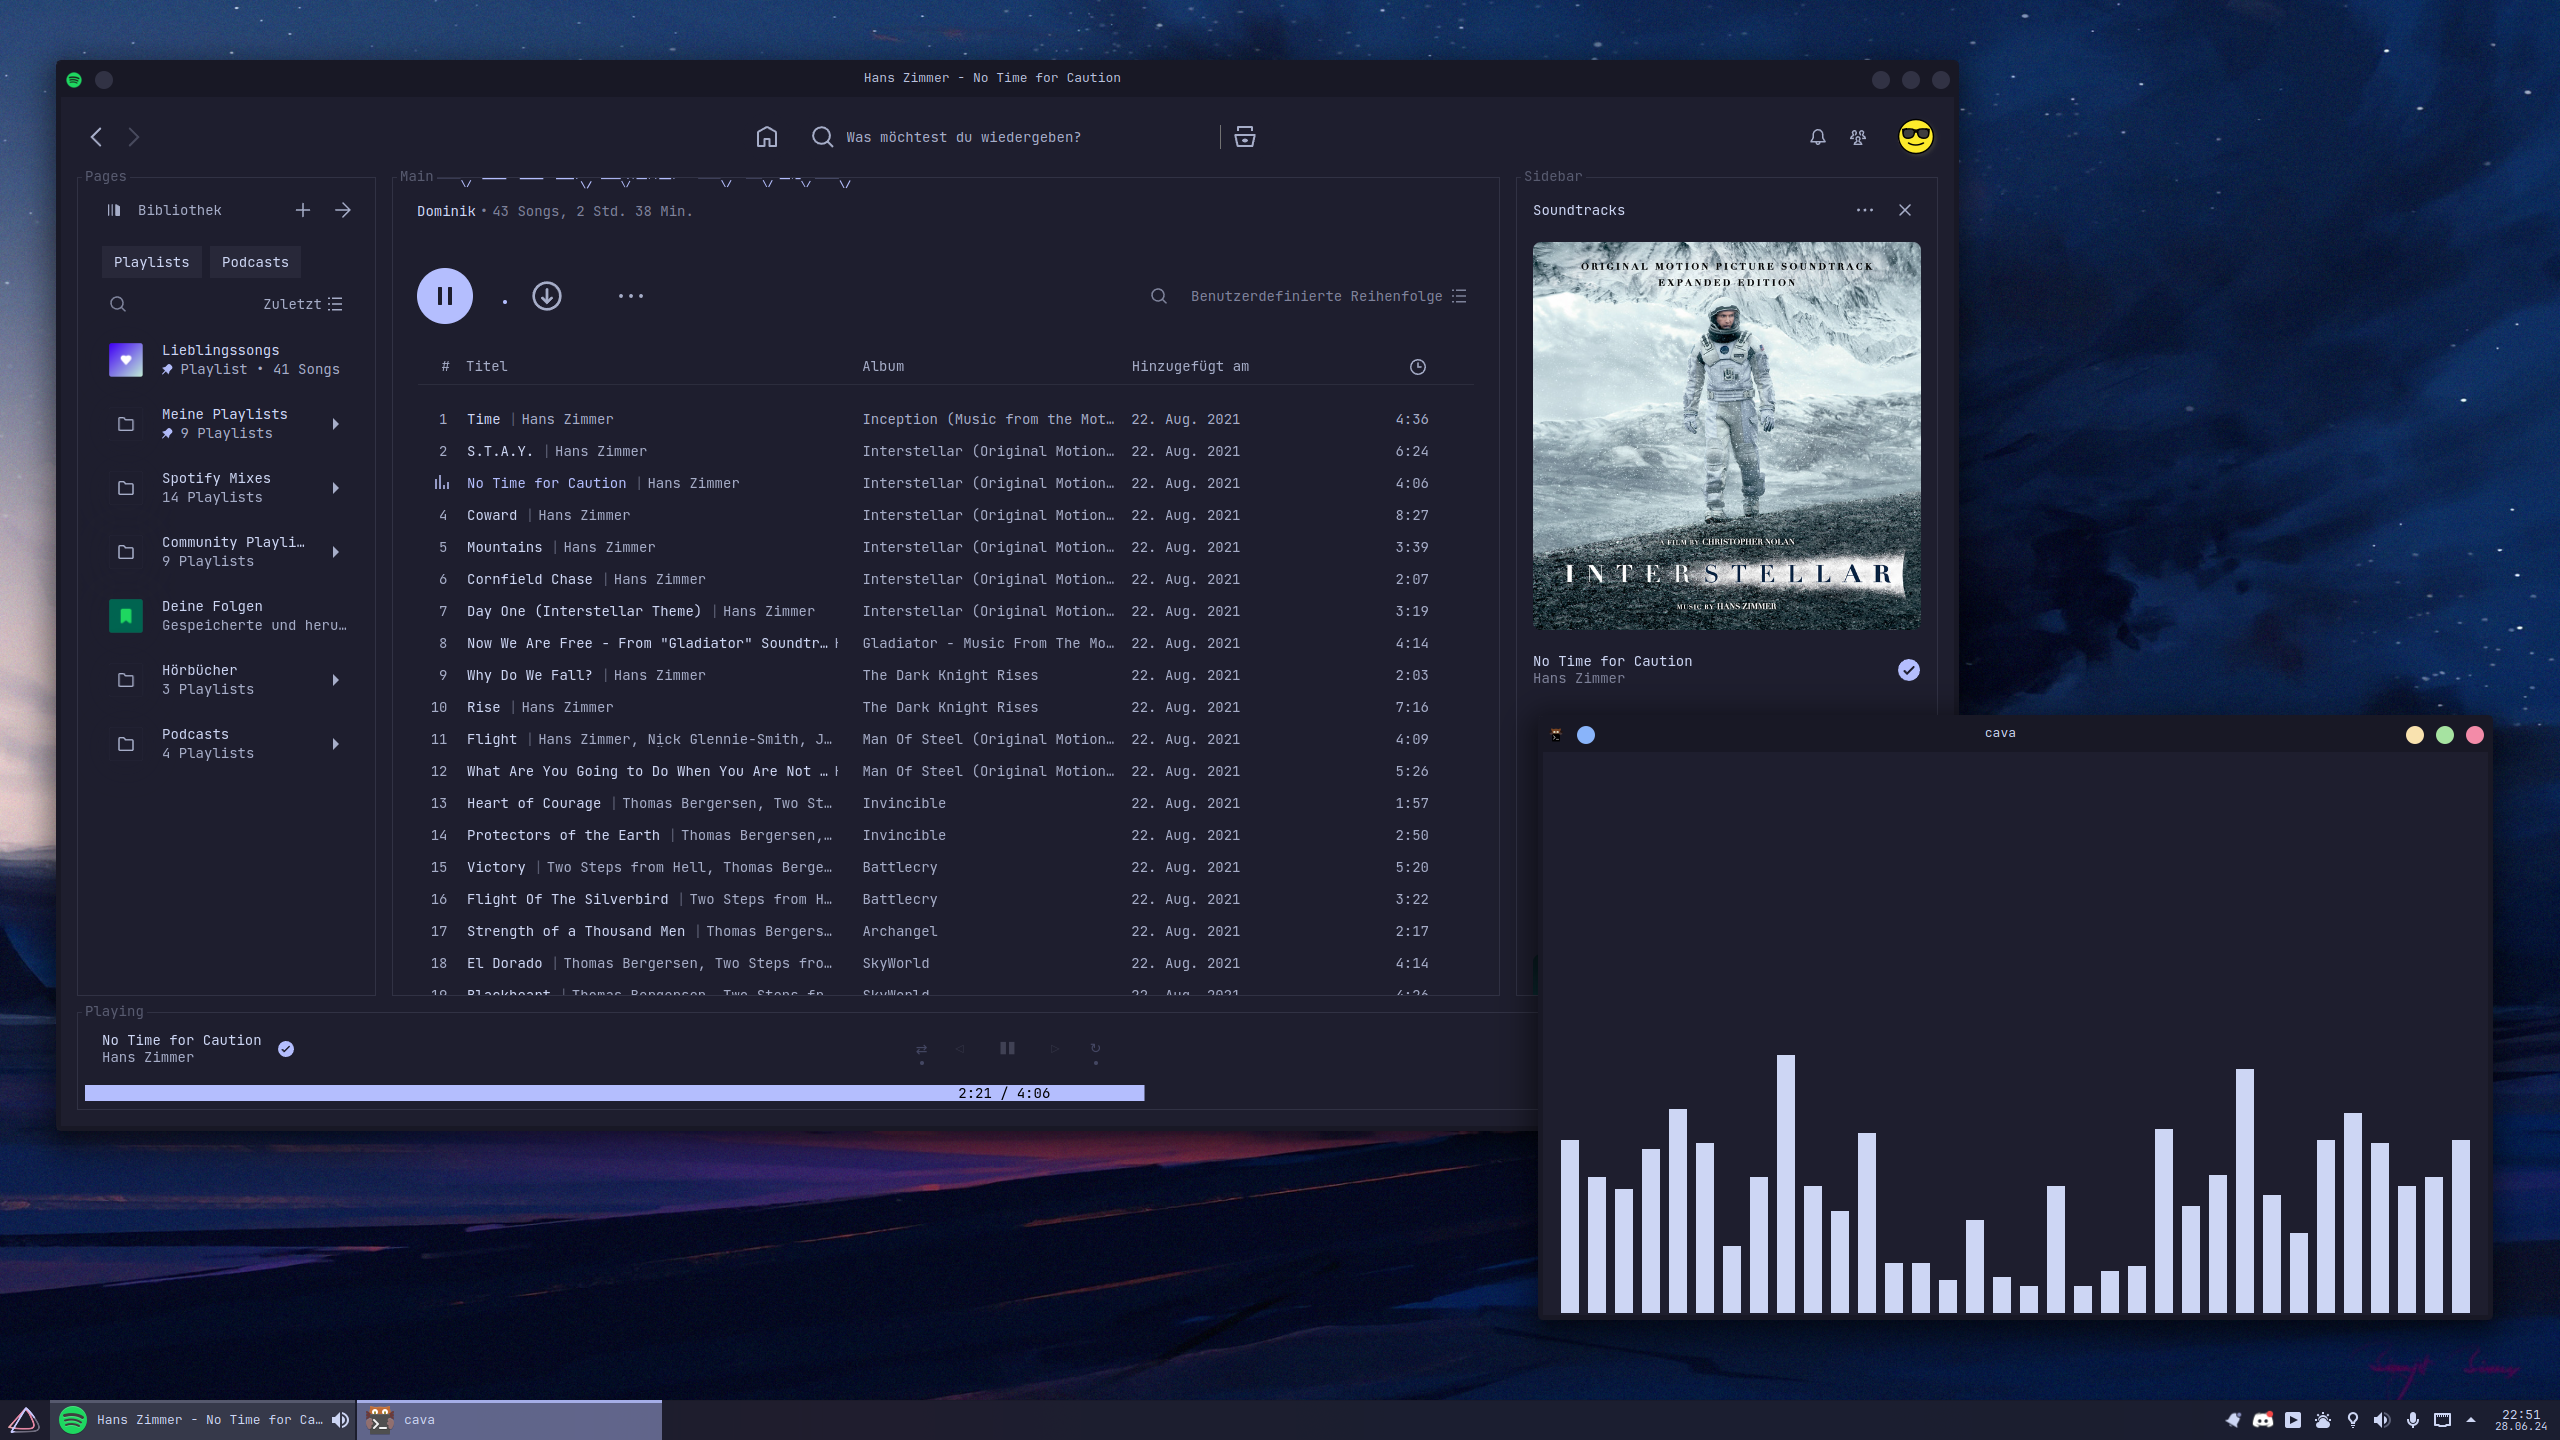 Hans Zimmer - No Time for Caution
Was möchtest du wiedergeben?
Pages
Bibliothek
Playlists Podcasts
Zuletzt
Lieblingssongs
Playlist • 41 Songs
Meine Playlists
9 Playlists
Spotify Mixes
14 Playlists
Community Playli…
9 Playlists
Deine Folgen
Gespeicherte und heru…
Hörbücher
3 Playlists
Podcasts
4 Playlists
Main
Dominik • 43 Songs, 2 Std. 38 Min.
Benutzerdefinierte Reihenfolge
# Titel Album Hinzugefügt am
1 Time | Hans Zimmer Inception (Music from the Mot… 22. Aug. 2021 4:36
2 S.T.A.Y. | Hans Zimmer Interstellar (Original Motion… 22. Aug. 2021 6:24
No Time for Caution | Hans Zimmer Interstellar (Original Motion… 22. Aug. 2021 4:06
4 Coward | Hans Zimmer Interstellar (Original Motion… 22. Aug. 2021 8:27
5 Mountains | Hans Zimmer Interstellar (Original Motion… 22. Aug. 2021 3:39
6 Cornfield Chase | Hans Zimmer Interstellar (Original Motion… 22. Aug. 2021 2:07
7 Day One (Interstellar Theme) | Hans Zimmer Interstellar (Original Motion… 22. Aug. 2021 3:19
8 Now We Are Free - From "Gladiator" Soundtr… Gladiator - Music From The Mo… 22. Aug. 2021 4:14
9 Why Do We Fall? | Hans Zimmer The Dark Knight Rises 22. Aug. 2021 2:03
10 Rise | Hans Zimmer The Dark Knight Rises 22. Aug. 2021 7:16
11 Flight | Hans Zimmer, Nick Glennie-Smith, J… Man Of Steel (Original Motion… 22. Aug. 2021 4:09
12 What Are You Going to Do When You Are Not … Man Of Steel (Original Motion… 22. Aug. 2021 5:26
13 Heart of Courage | Thomas Bergersen, Two St… Invincible 22. Aug. 2021 1:57
14 Protectors of the Earth | Thomas Bergersen,… Invincible 22. Aug. 2021 2:50
15 Victory | Two Steps from Hell, Thomas Berge… Battlecry 22. Aug. 2021 5:20
16 Flight Of The Silverbird | Two Steps from H… Battlecry 22. Aug. 2021 3:22
17 Strength of a Thousand Men | Thomas Bergers… Archangel 22. Aug. 2021 2:17
18 El Dorado | Thomas Bergersen, Two Steps fro… SkyWorld 22. Aug. 2021 4:14
19 Blackheart | Thomas Bergersen, Two Steps fr… SkyWorld 22. Aug. 2021 4:26
Sidebar
Soundtracks
ORIGINAL MOTION PICTURE SOUNDTRACK
EXPANDED EDITION
A FILM BY CHRISTOPHER NOLAN
INTERSTELLAR
MUSIC BY HANS ZIMMER
No Time for Caution
Hans Zimmer
cava
Playing
No Time for Caution
Hans Zimmer
2:21 / 4:06
Hans Zimmer - No Time for Ca…
cava
22:51
28.06.24